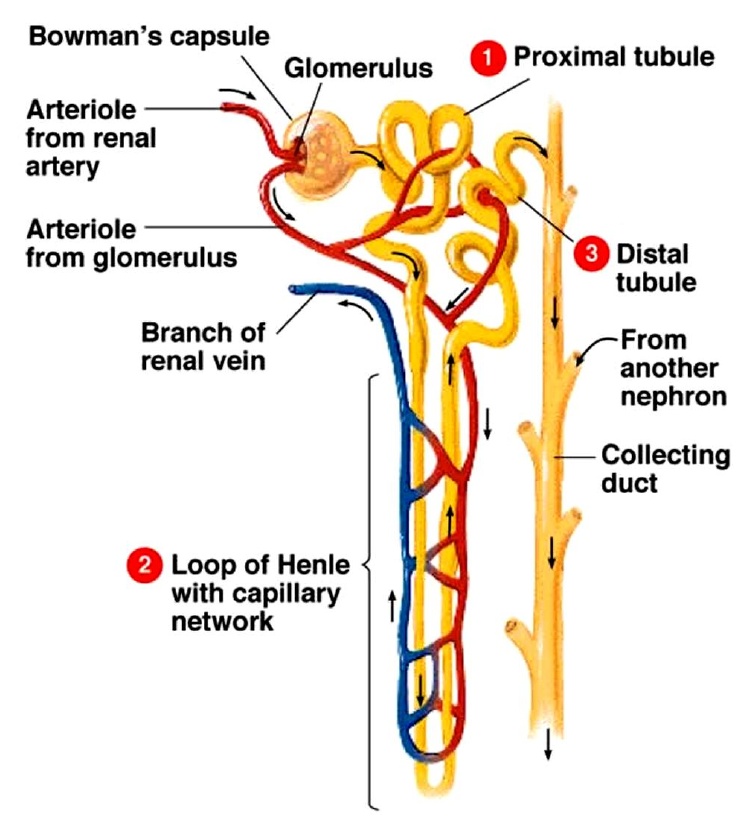 Bowman's capsule
Glomerulus
1 Proximal tubule
Arteriole
from renal
artery
Arteriole
from glomerulus
3 Distal
tubule
Branch of
renal vein
From
another
nephron
Collecting
duct
2 Loop of Henle
with capillary
network